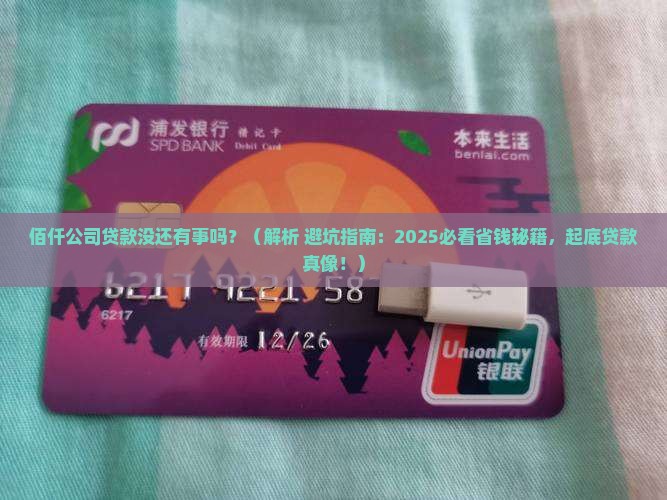 浦发银行 借记卡
SPD BANK Debit Card
本来生活
benlai.com
佰仟公司贷款没还有事吗？（解析 避坑指南：2025必看省钱秘籍，起底贷款
真像！）
6217 9221 58
6217
有效期限 12/26
UnionPay
银联